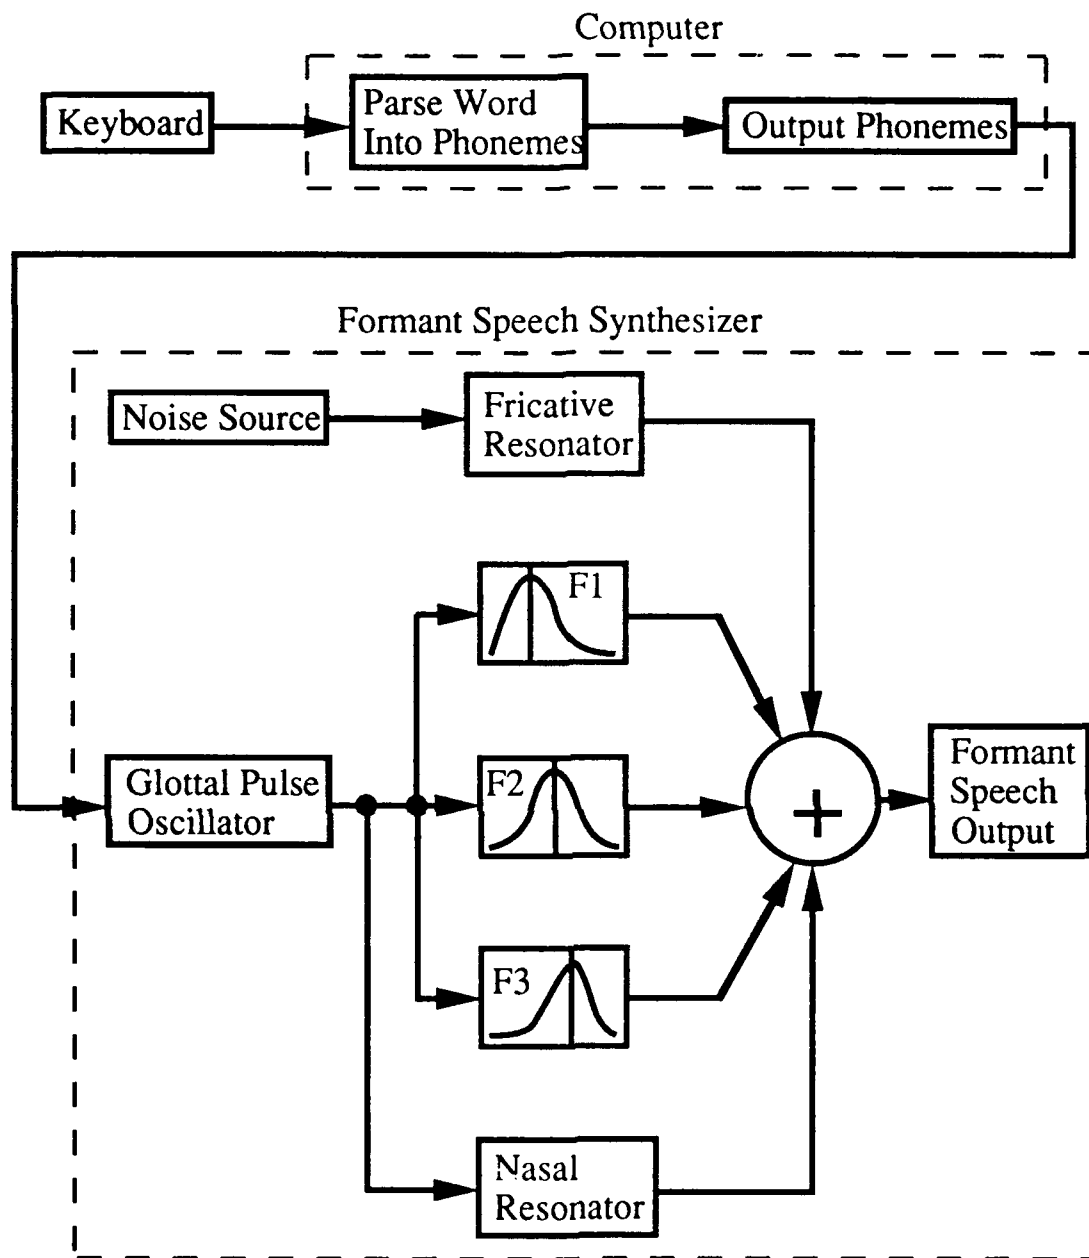 Computer
Keyboard
Parse Word
Into Phonemes
Output Phonemes
Formant Speech Synthesizer
Noise Source
Fricative
Resonator
F1
Glottal Pulse
Oscillator
F2
+
Formant
Speech
Output
F3
Nasal
Resonator